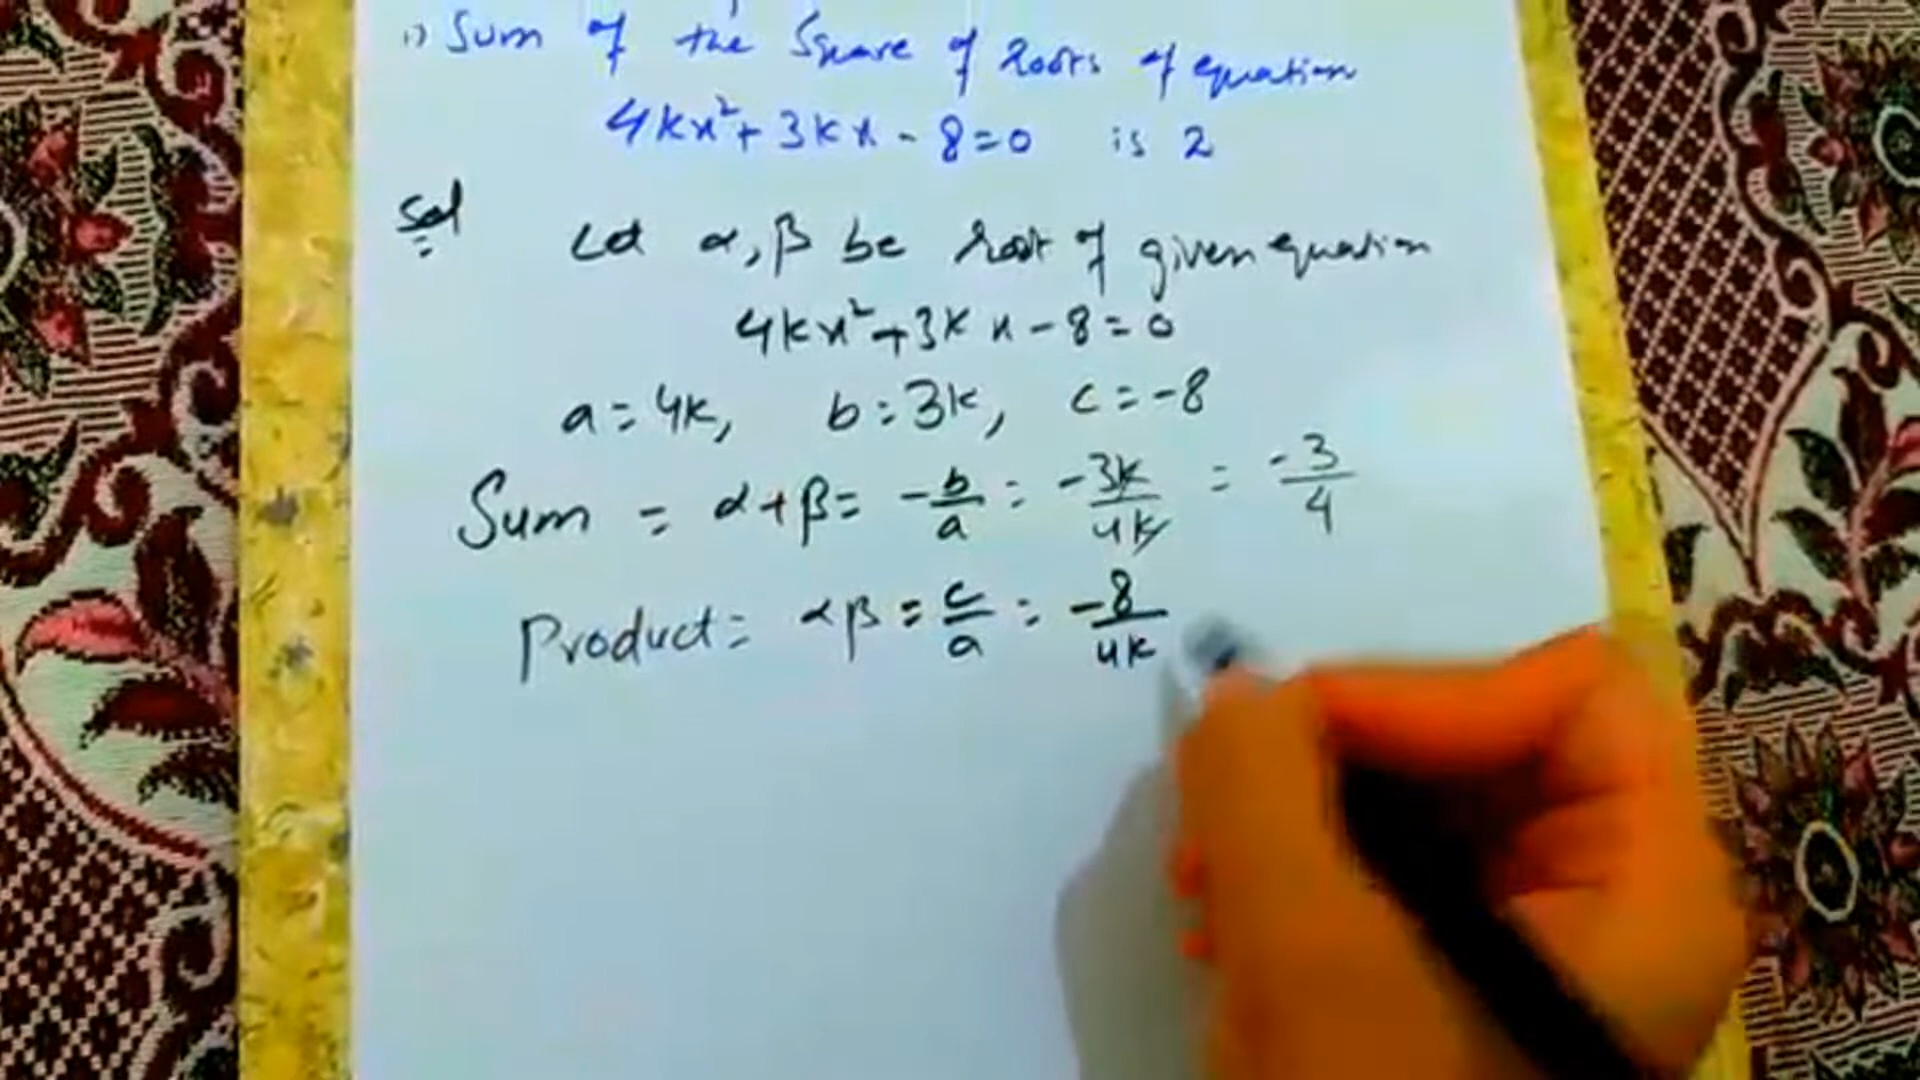 1) Sum of the Square of Roots of equation
4kx²+3kx-8=0 is 2
Sol
Let α,β be root of given equation
4kx²+3kx-8=0
a=4k, b=3k, c=-8
Sum = α+β= -b/a = -3k/4k = -3/4
Product= αβ = c/a = -8/4k